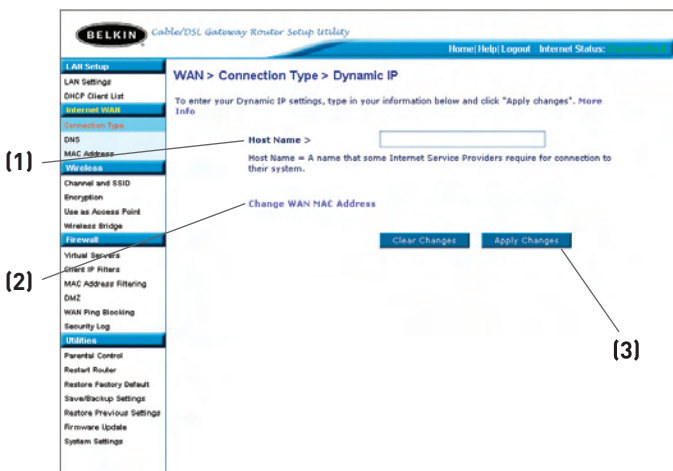 BELKIN
Cable/DSL Gateway Router Setup Utility
Home| Help| Logout Internet Status:
LAN Setup
LAN Settings
DHCP Client List
Internet WAN
Connection Type
DNS
MAC Address
Wireless
Channel and SSID
Encryption
Use as Access Point
Wireless Bridge
Firewall
Virtual Servers
Client IP Filters
MAC Address Filtering
DMZ
WAN Ping Blocking
Security Log
Utilities
Parental Control
Restart Router
Restore Factory Default
Save/Backup Settings
Restore Previous Settings
Firmware Update
System Settings
WAN > Connection Type > Dynamic IP
To enter your Dynamic IP settings, type in your information below and click "Apply changes". More
Info
(1)
Host Name >
Host Name = A name that some Internet Service Providers require for connection to
their system.
(2)
Change WAN MAC Address
Clear Changes
Apply Changes
(3)